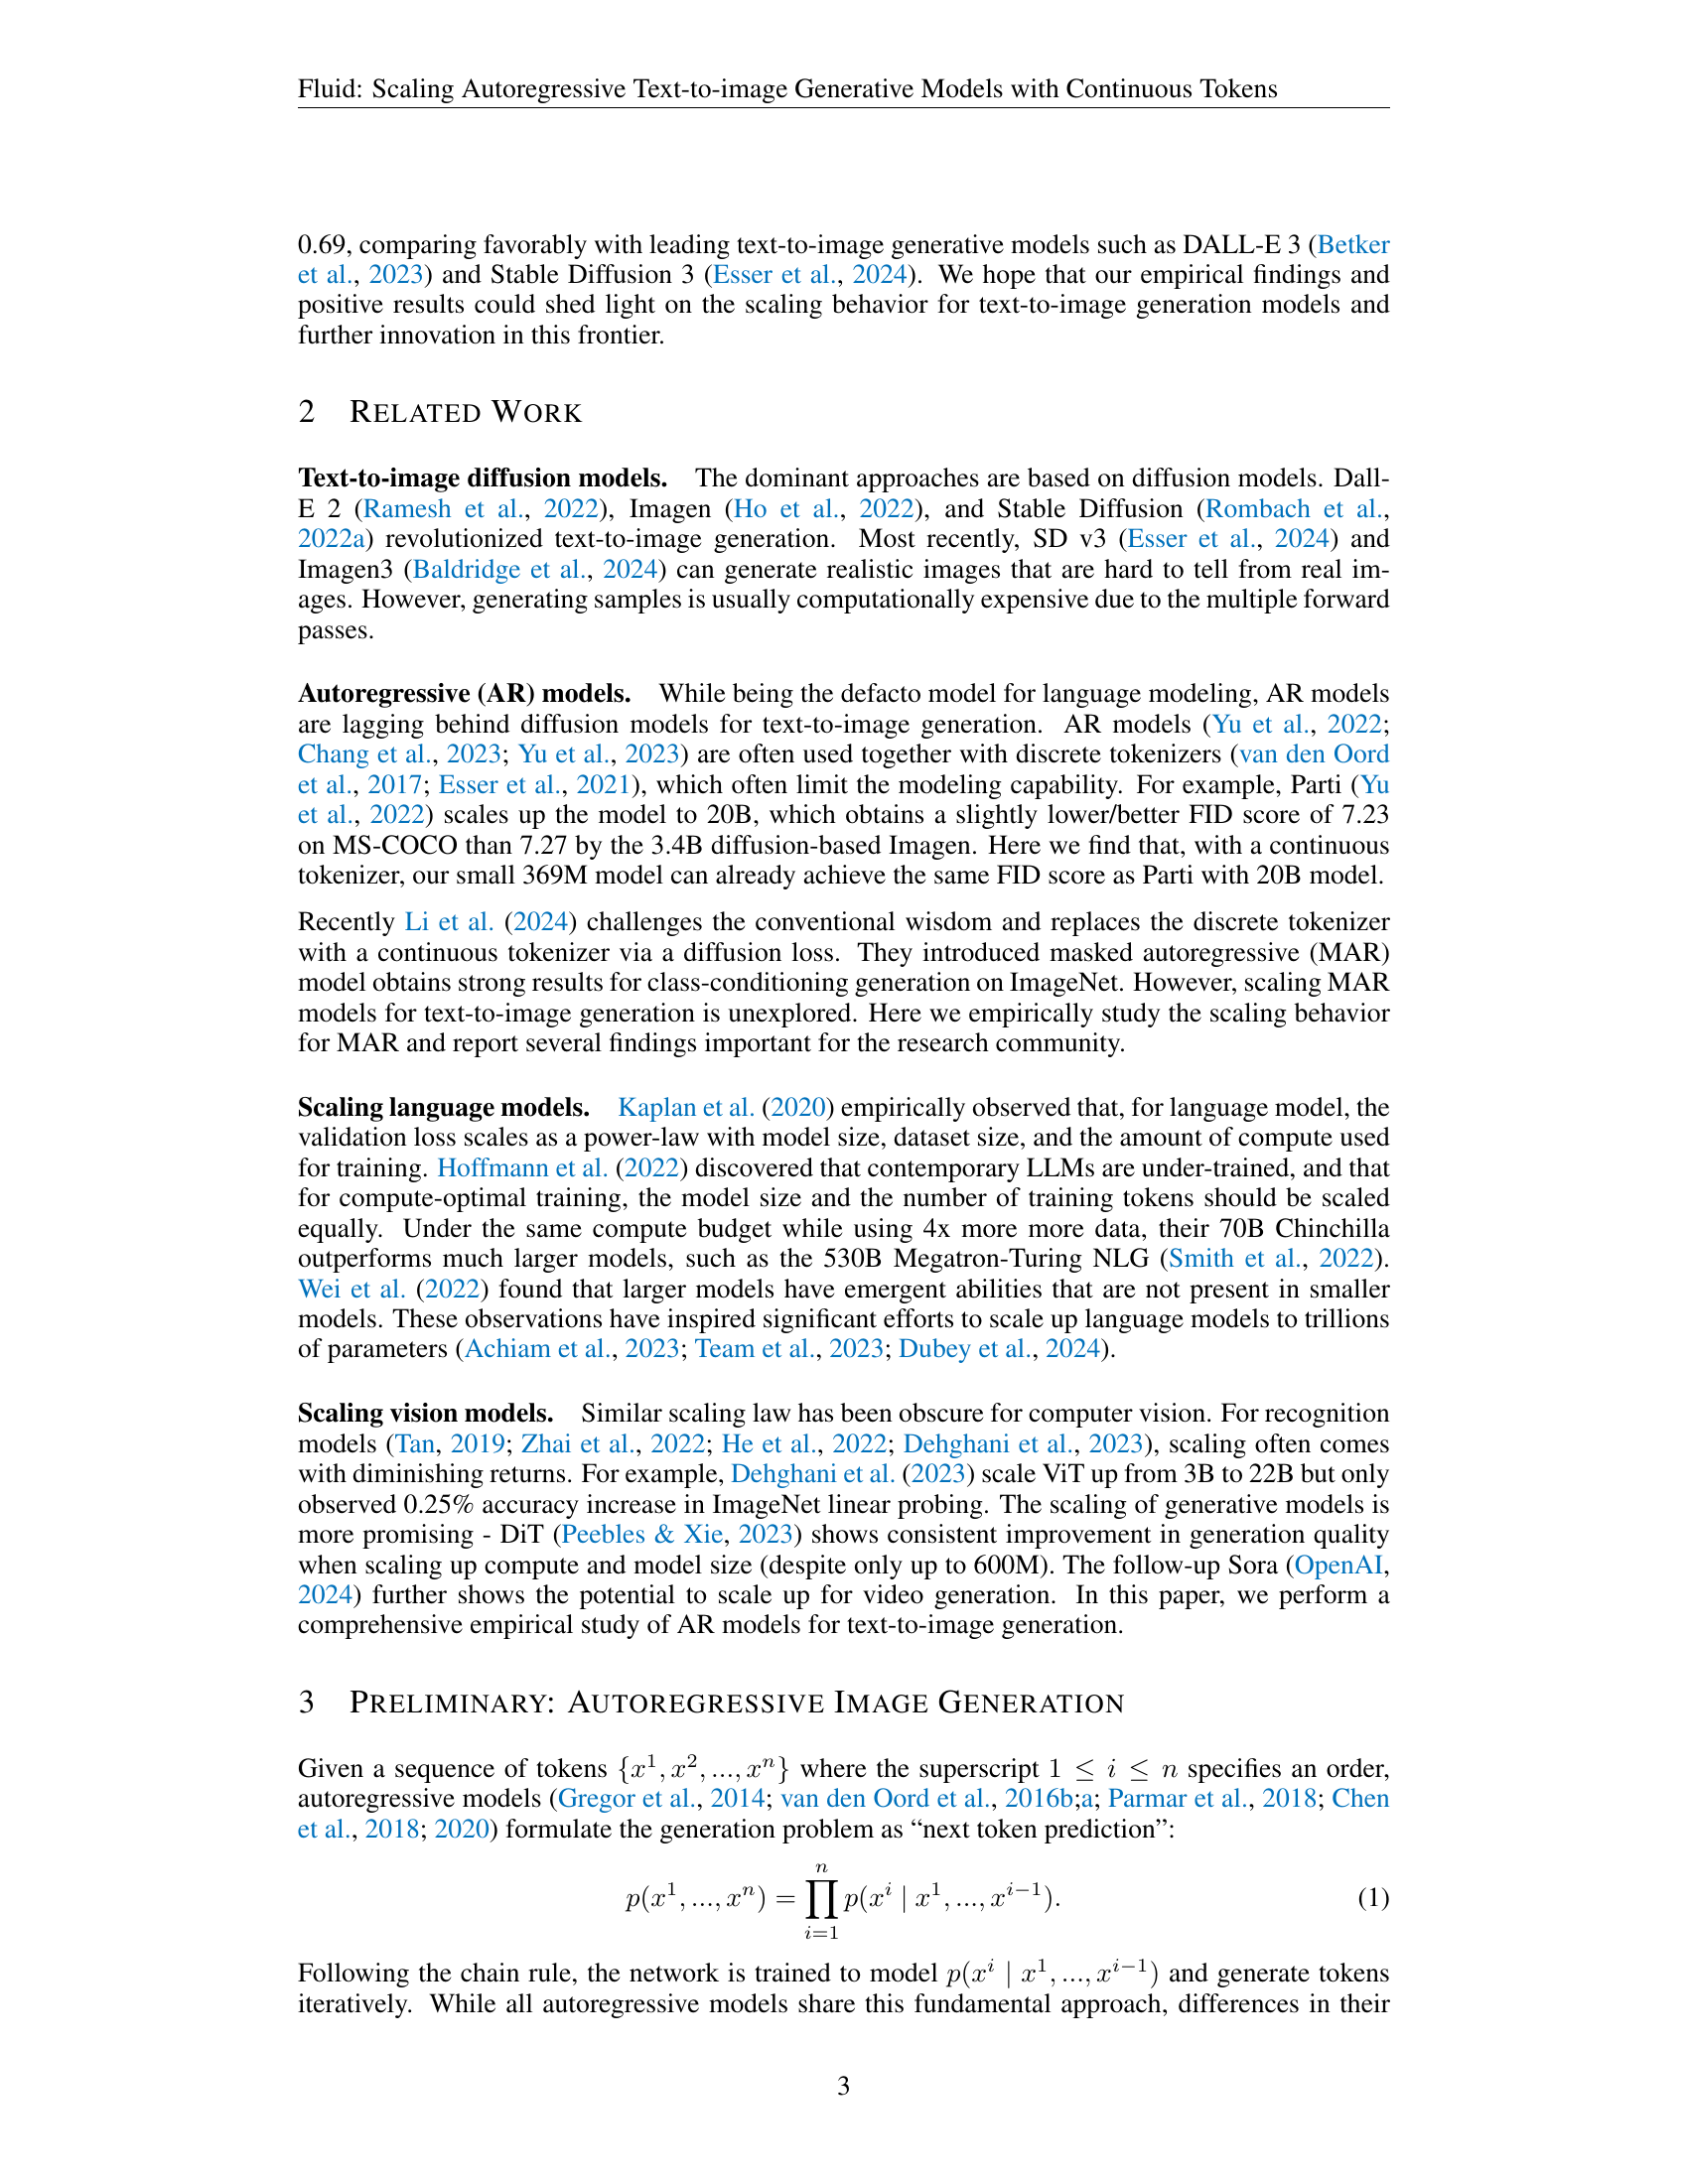 Fluid: Scaling Autoregressive Text-to-image Generative Models with Continuous Tokens
0.69, comparing favorably with leading text-to-image generative models such as DALL-E 3 (Betker
et al., 2023) and Stable Diffusion 3 (Esser et al., 2024). We hope that our empirical findings and
positive results could shed light on the scaling behavior for text-to-image generation models and
further innovation in this frontier.
2 RELATED WORK
Text-to-image diffusion models. The dominant approaches are based on diffusion models. Dall-
E 2 (Ramesh et al., 2022), Imagen (Ho et al., 2022), and Stable Diffusion (Rombach et al.,
2022a) revolutionized text-to-image generation. Most recently, SD v3 (Esser et al., 2024) and
Imagen3 (Baldridge et al., 2024) can generate realistic images that are hard to tell from real im-
ages. However, generating samples is usually computationally expensive due to the multiple forward
passes.
Autoregressive (AR) models. While being the defacto model for language modeling, AR models
are lagging behind diffusion models for text-to-image generation. AR models (Yu et al., 2022;
Chang et al., 2023; Yu et al., 2023) are often used together with discrete tokenizers (van den Oord
et al., 2017; Esser et al., 2021), which often limit the modeling capability. For example, Parti (Yu
et al., 2022) scales up the model to 20B, which obtains a slightly lower/better FID score of 7.23
on MS-COCO than 7.27 by the 3.4B diffusion-based Imagen. Here we find that, with a continuous
tokenizer, our small 369M model can already achieve the same FID score as Parti with 20B model.
Recently Li et al. (2024) challenges the conventional wisdom and replaces the discrete tokenizer
with a continuous tokenizer via a diffusion loss. They introduced masked autoregressive (MAR)
model obtains strong results for class-conditioning generation on ImageNet. However, scaling MAR
models for text-to-image generation is unexplored. Here we empirically study the scaling behavior
for MAR and report several findings important for the research community.
Scaling language models. Kaplan et al. (2020) empirically observed that, for language model, the
validation loss scales as a power-law with model size, dataset size, and the amount of compute used
for training. Hoffmann et al. (2022) discovered that contemporary LLMs are under-trained, and that
for compute-optimal training, the model size and the number of training tokens should be scaled
equally. Under the same compute budget while using 4x more more data, their 70B Chinchilla
outperforms much larger models, such as the 530B Megatron-Turing NLG (Smith et al., 2022).
Wei et al. (2022) found that larger models have emergent abilities that are not present in smaller
models. These observations have inspired significant efforts to scale up language models to trillions
of parameters (Achiam et al., 2023; Team et al., 2023; Dubey et al., 2024).
Scaling vision models. Similar scaling law has been obscure for computer vision. For recognition
models (Tan, 2019; Zhai et al., 2022; He et al., 2022; Dehghani et al., 2023), scaling often comes
with diminishing returns. For example, Dehghani et al. (2023) scale ViT up from 3B to 22B but only
observed 0.25% accuracy increase in ImageNet linear probing. The scaling of generative models is
more promising - DiT (Peebles & Xie, 2023) shows consistent improvement in generation quality
when scaling up compute and model size (despite only up to 600M). The follow-up Sora (OpenAI,
2024) further shows the potential to scale up for video generation. In this paper, we perform a
comprehensive empirical study of AR models for text-to-image generation.
3 PRELIMINARY: AUTOREGRESSIVE IMAGE GENERATION
Given a sequence of tokens {x^1, x^2, ..., x^n} where the superscript 1 ≤ i ≤ n specifies an order,
autoregressive models (Gregor et al., 2014; van den Oord et al., 2016b;a; Parmar et al., 2018; Chen
et al., 2018; 2020) formulate the generation problem as “next token prediction”:
p(x^1, ..., x^n) = ∏_{i=1}^{n} p(x^i | x^1, ..., x^{i−1}). (1)
Following the chain rule, the network is trained to model p(x^i | x^1, ..., x^{i−1}) and generate tokens
iteratively. While all autoregressive models share this fundamental approach, differences in their
3